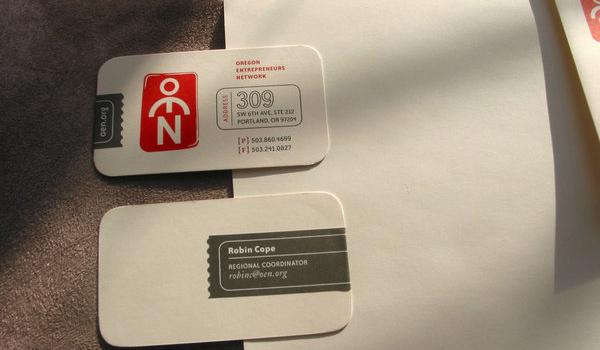 OREGON
ENTREPRENEURS
NETWORK
oen.org
OEN
ADDRESS
309
SW 6TH AVE, STE 212
PORTLAND, OR 97204
[P] 503.860.4699
[F] 503.241.0827
Robin Cope
REGIONAL COORDINATOR
robinc@oen.org